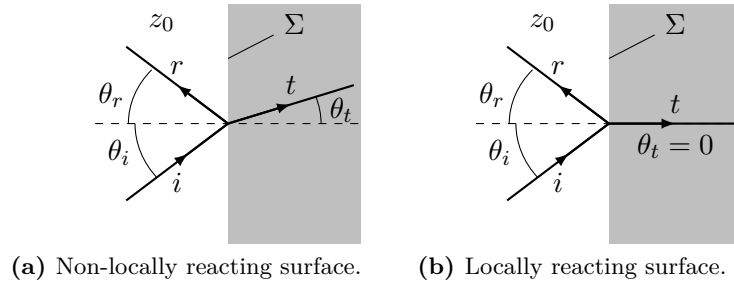 z₀ Σ
r
t
θᵣ
θₜ
θᵢ
i
(a) Non-locally reacting surface.
z₀ Σ
r
t
θᵣ
θₜ = 0
θᵢ
i
(b) Locally reacting surface.